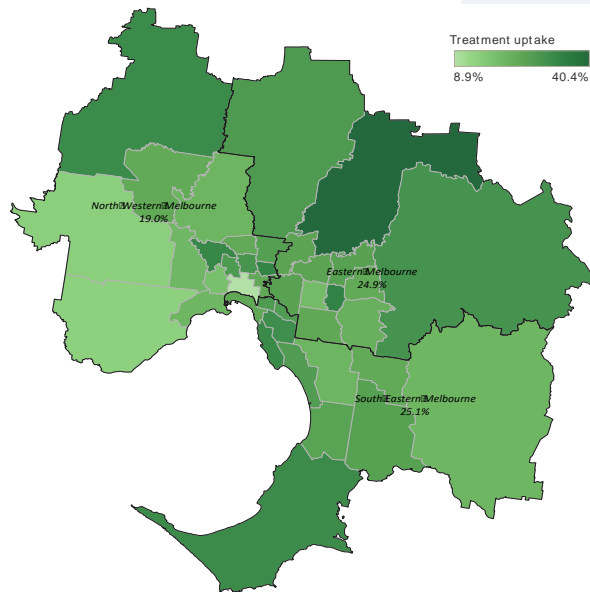 Treatment uptake
8.9% 40.4%
North Western Melbourne
19.0%
Eastern Melbourne
24.9%
South Eastern Melbourne
25.1%